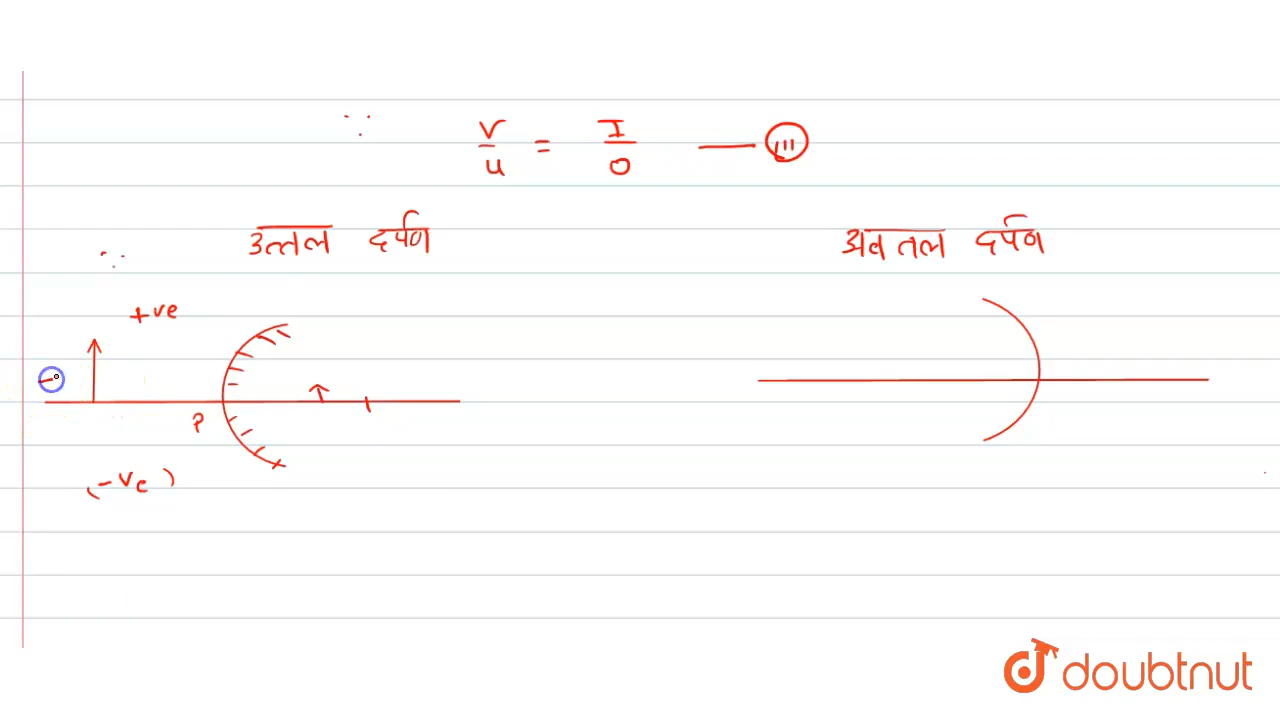 ∵ v/u = I/O — (iii)
∴ उत्तल दर्पण अवतल दर्पण
+ve
-
P
(-ve)
doubtnut